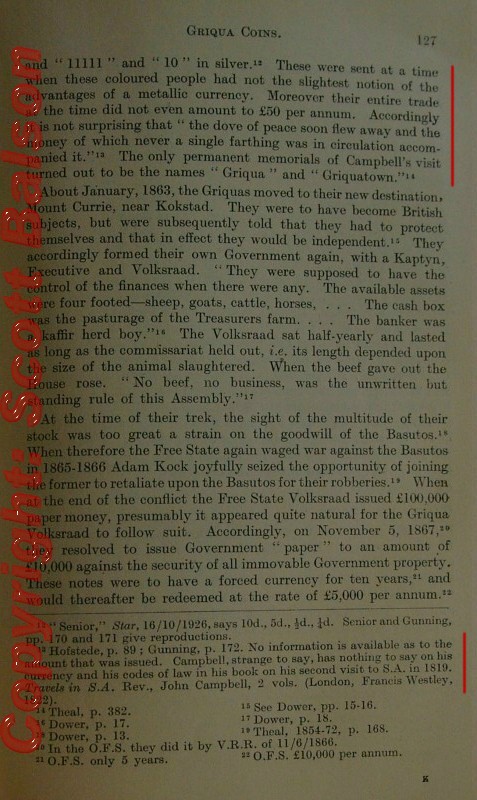 GRIQUA COINS.
127
and “ 11111 ” and “ 10 ” in silver.¹² These were sent at a time
when these coloured people had not the slightest notion of the
advantages of a metallic currency. Moreover their entire trade
at the time did not even amount to £50 per annum. Accordingly
it is not surprising that “ the dove of peace soon flew away and the
money of which never a single farthing was in circulation accom-
panied it.”¹³ The only permanent memorials of Campbell's visit
turned out to be the names “ Griqua ” and “ Griquatown.”¹⁴
About January, 1863, the Griquas moved to their new destination,
Mount Currie, near Kokstad. They were to have become British
subjects, but were subsequently told that they had to protect
themselves and that in effect they would be independent.¹⁵ They
accordingly formed their own Government again, with a Kaptyn,
Executive and Volksraad. “ They were supposed to have the
control of the finances when there were any. The available assets
were four footed—sheep, goats, cattle, horses, . . . The cash box
was the pasturage of the Treasurers farm. . . . The banker was
kaffir herd boy.”¹⁶ The Volksraad sat half-yearly and lasted
as long as the commissariat held out, i.e. its length depended upon
the size of the animal slaughtered. When the beef gave out the
House rose. “ No beef, no business, was the unwritten but
standing rule of this Assembly.”¹⁷
At the time of their trek, the sight of the multitude of their
stock was too great a strain on the goodwill of the Basutos.¹⁸
When therefore the Free State again waged war against the Basutos
in 1865-1866 Adam Kock joyfully seized the opportunity of joining
the former to retaliate upon the Basutos for their robberies.¹⁹ When
at the end of the conflict the Free State Volksraad issued £100,000
paper money, presumably it appeared quite natural for the Griqua
Volksraad to follow suit. Accordingly, on November 5, 1867,²⁰
they resolved to issue Government “ paper ” to an amount of
£10,000 against the security of all immovable Government property.
These notes were to have a forced currency for ten years,²¹ and
would thereafter be redeemed at the rate of £5,000 per annum.²²
¹² “ Senior,” Star, 16/10/1926, says 10d., 5d., ½d., ¼d. Senior and Gunning,
pp. 170 and 171 give reproductions.
¹³ Hofstede, p. 89 ; Gunning, p. 172. No information is available as to the
amount that was issued. Campbell, strange to say, has nothing to say on his
currency and his codes of law in his book on his second visit to S.A. in 1819.
Travels in S.A. Rev., John Campbell, 2 vols. (London, Francis Westley,
1822).
¹⁴ Theal, p. 382.
¹⁵ See Dower, pp. 15-16.
¹⁶ Dower, p. 17.
¹⁷ Dower, p. 18.
¹⁸ Dower, p. 13.
¹⁹ Theal, 1854-72, p. 168.
²⁰ In the O.F.S. they did it by V.R.R. of 11/6/1866.
²¹ O.F.S. only 5 years.
²² O.F.S. £10,000 per annum.
K
Copyright: Scott Balson